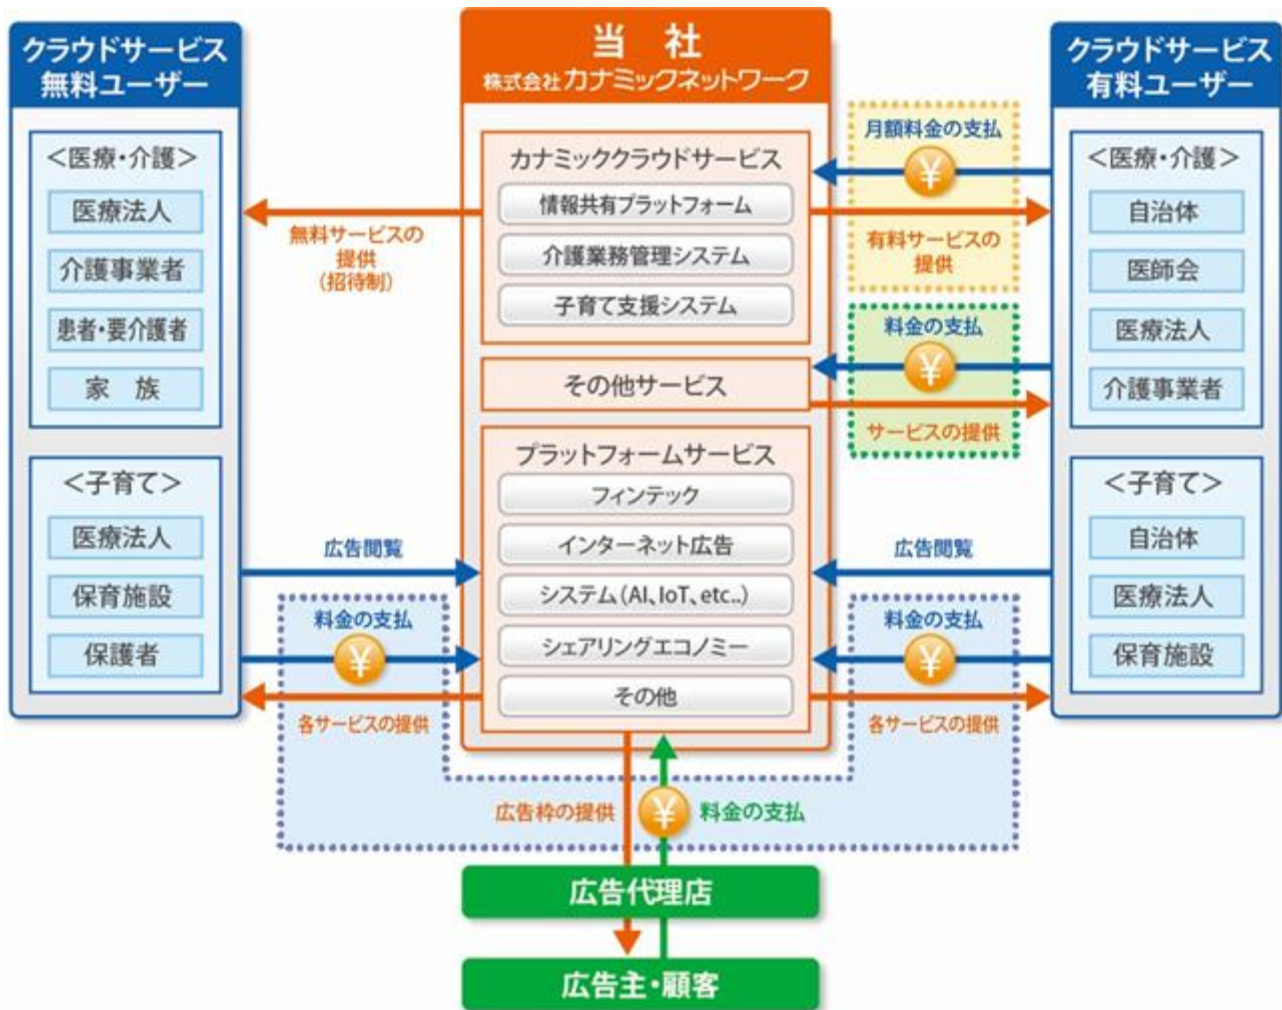 クラウドサービス
無料ユーザー
<医療・介護>
医療法人
介護事業者
患者・要介護者
家　族
<子育て>
医療法人
保育施設
保護者
無料サービスの
提供
(招待制)
広告閲覧
料金の支払
¥
各サービスの提供
当　社
株式会社カナミックネットワーク
カナミッククラウドサービス
情報共有プラットフォーム
介護業務管理システム
子育て支援システム
その他サービス
プラットフォームサービス
フィンテック
インターネット広告
システム(AI、IoT、etc..)
シェアリングエコノミー
その他
月額料金の支払
¥
有料サービスの
提供
料金の支払
¥
サービスの提供
広告閲覧
料金の支払
¥
各サービスの提供
クラウドサービス
有料ユーザー
<医療・介護>
自治体
医師会
医療法人
介護事業者
<子育て>
自治体
医療法人
保育施設
広告枠の提供
¥
料金の支払
広告代理店
広告主・顧客